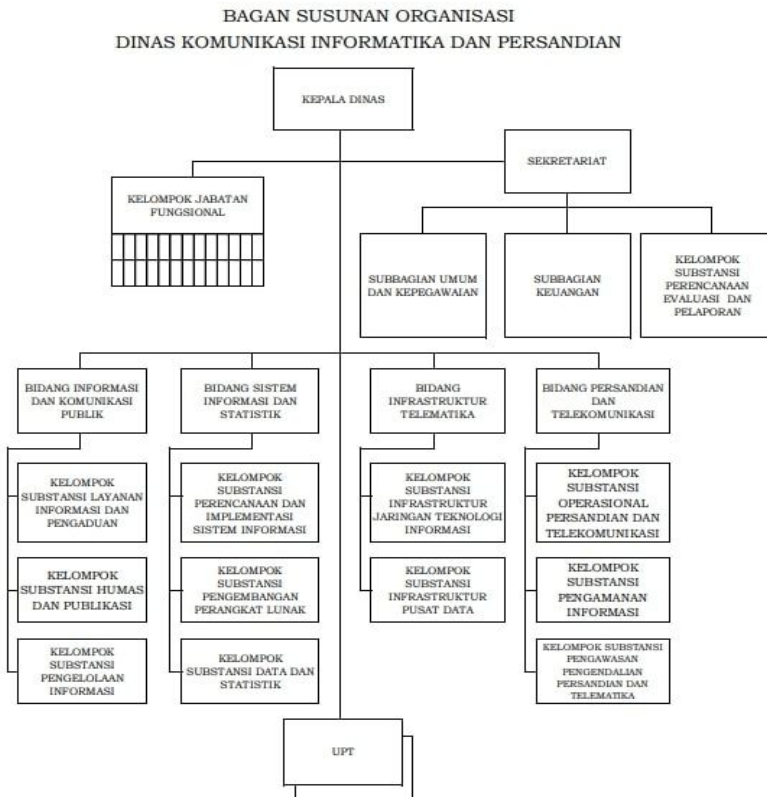 BAGAN SUSUNAN ORGANISASI
DINAS KOMUNIKASI INFORMATIKA DAN PERSANDIAN
KEPALA DINAS
SEKRETARIAT
KELOMPOK JABATAN
FUNGSIONAL
SUBBAGIAN UMUM
DAN KEPEGAWAIAN
SUBBAGIAN
KEUANGAN
KELOMPOK
SUBSTANSI
PERENCANAAN
EVALUASI DAN
PELAPORAN
BIDANG INFORMASI
DAN KOMUNIKASI
PUBLIK
BIDANG SISTEM
INFORMASI DAN
STATISTIK
BIDANG
INFRASTRUKTUR
TELEMATIKA
BIDANG PERSANDIAN
DAN
TELEKOMUNIKASI
KELOMPOK
SUBSTANSI LAYANAN
INFORMASI DAN
PENGADUAN
KELOMPOK
SUBSTANSI
PERENCANAAN DAN
IMPLEMENTASI
SISTEM INFORMASI
KELOMPOK
SUBSTANSI
INFRASTRUKTUR
JARINGAN TEKNOLOGI
INFORMASI
KELOMPOK
SUBSTANSI
OPERASIONAL
PERSANDIAN DAN
TELEKOMUNIKASI
KELOMPOK
SUBSTANSI HUMAS
DAN PUBLIKASI
KELOMPOK
SUBSTANSI
PENGEMBANGAN
PERANGKAT LUNAK
KELOMPOK
SUBSTANSI
INFRASTRUKTUR
PUSAT DATA
KELOMPOK
SUBSTANSI
PENGAMANAN
INFORMASI
KELOMPOK
SUBSTANSI
PENGELOLAAN
INFORMASI
KELOMPOK
SUBSTANSI DATA DAN
STATISTIK
KELOMPOK SUBSTANSI
PENGAWASAN
PENGENDALIAN
PERSANDIAN DAN
TELEMATIKA
UPT